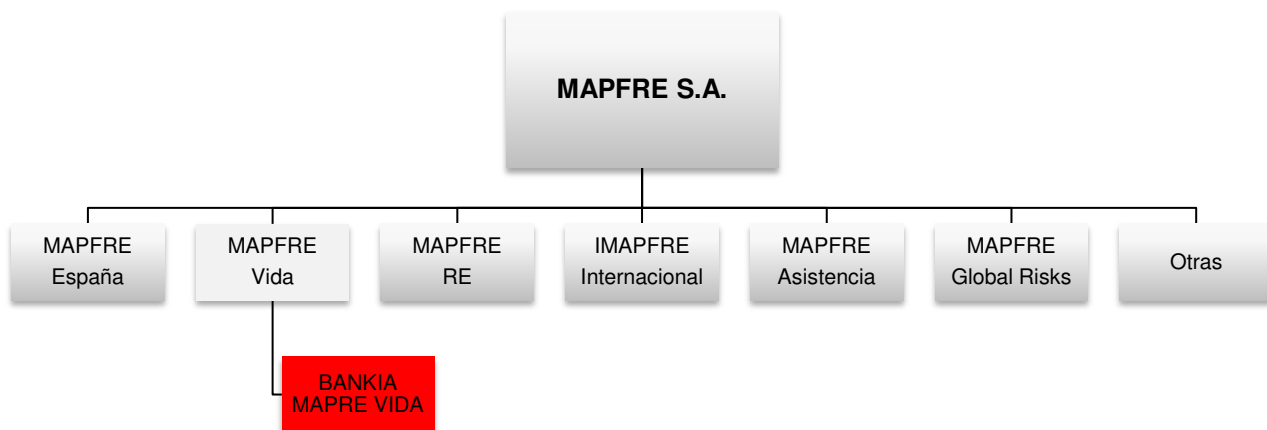 MAPFRE S.A.
MAPFRE
España
MAPFRE
Vida
MAPFRE
RE
IMAPFRE
Internacional
MAPFRE
Asistencia
MAPFRE
Global Risks
Otras
BANKIA
MAPRE VIDA